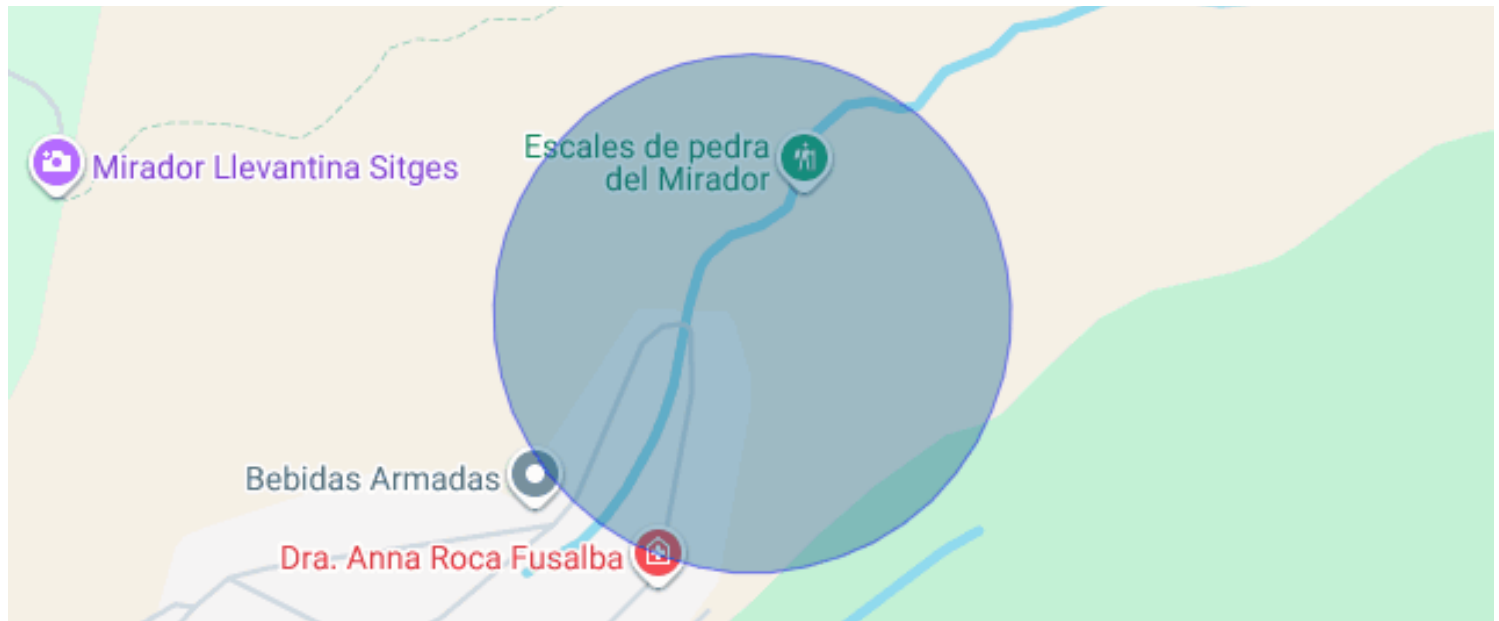 Escales de pedra
del Mirador
Mirador Llevantina Sitges
Bebidas Armadas
Dra. Anna Roca Fusalba